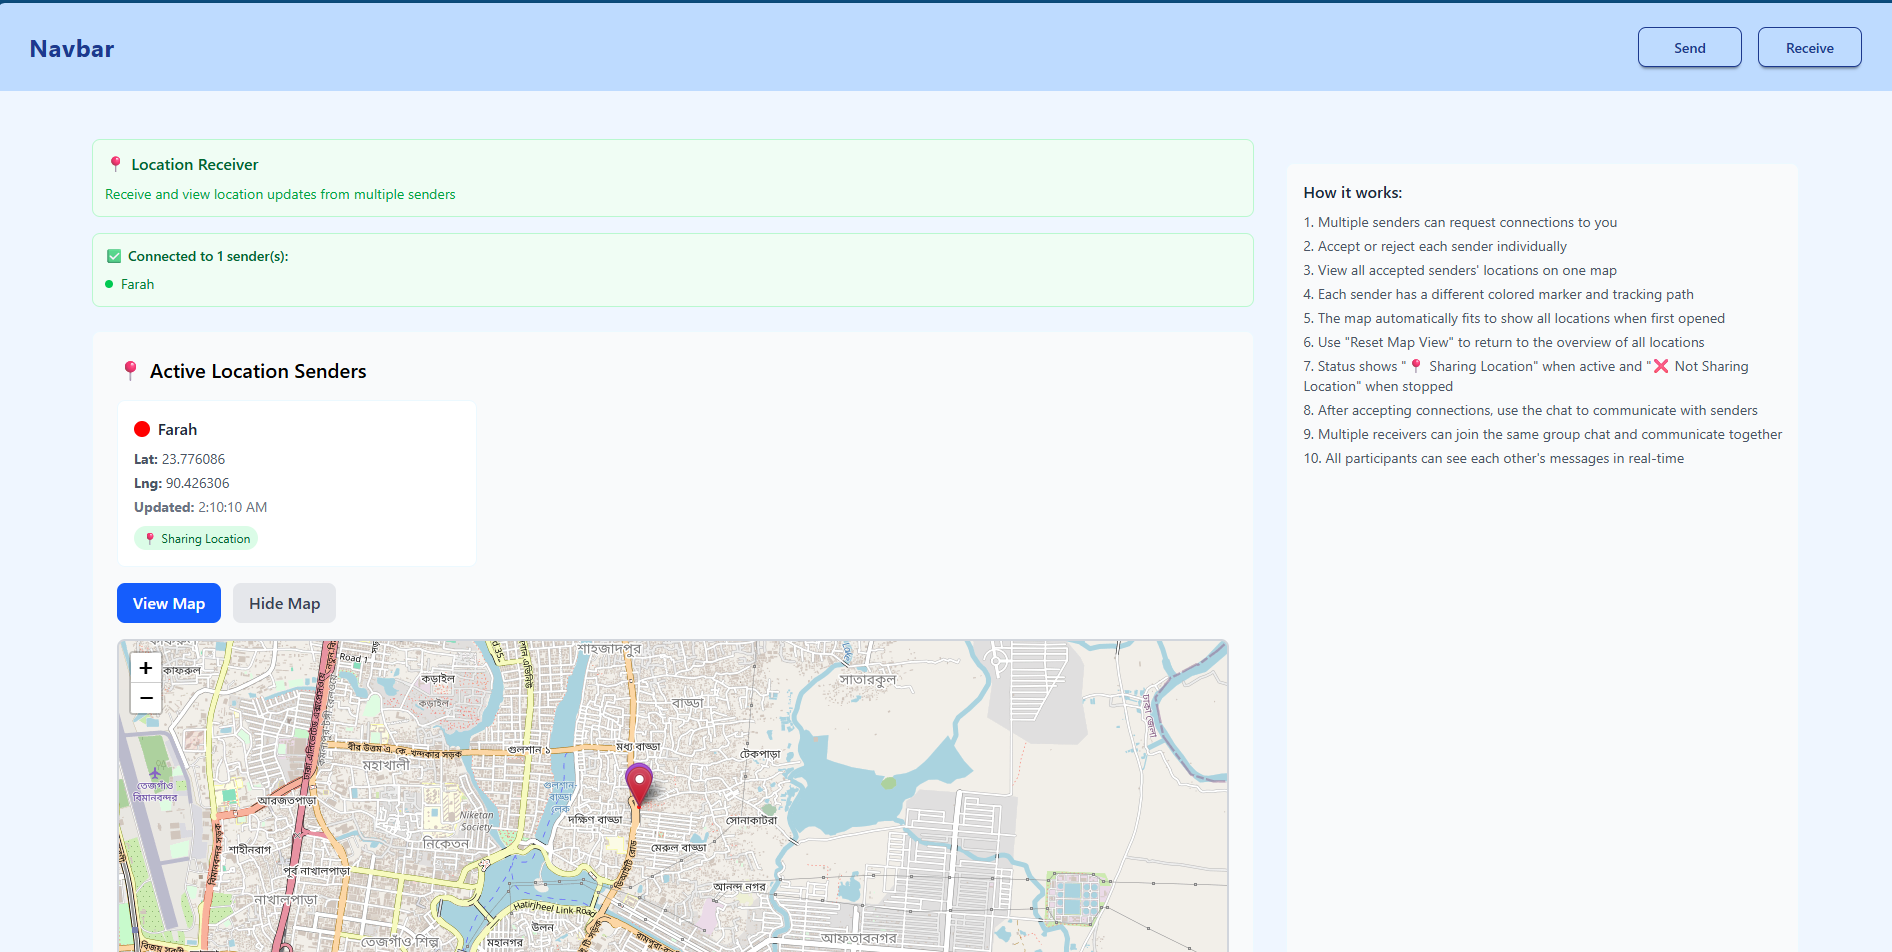 Navbar
Send
Receive
📍 Location Receiver
Receive and view location updates from multiple senders
✅ Connected to 1 sender(s):
Farah
📍 Active Location Senders
Farah
Lat: 23.776086
Lng: 90.426306
Updated: 2:10:10 AM
📍 Sharing Location
View Map
Hide Map
+
−
Road 1
কাফরুল
কড়াইল
কড়াইল
শাহজাদপুর
সাতারকুল
বাড্ডা
ঢাকা জেলা
বীর উত্তম এ. কে. খন্দকার সড়ক
গুলশান ১
মধ্য বাড্ডা
টেকপাড়া
মহাখালী
তেজগাঁও
বিমানবন্দর
আরজতপাড়া
গুলশান
বাড্ডা
লেক
Niketan
Society
দক্ষিণ বাড্ডা
সোনাকাটরা
শাহীনবাগ
নিকেতন
মেরুল বাড্ডা
পূর্ব নাখালপাড়া
নাখালপাড়া
আনন্দ নগর
Hatirjheel Link Road
উলন
তেজগাঁও শিল্প
মহানগর
আফতাবনগর
How it works:
1. Multiple senders can request connections to you
2. Accept or reject each sender individually
3. View all accepted senders' locations on one map
4. Each sender has a different colored marker and tracking path
5. The map automatically fits to show all locations when first opened
6. Use "Reset Map View" to return to the overview of all locations
7. Status shows "📍 Sharing Location" when active and "❌ Not Sharing
Location" when stopped
8. After accepting connections, use the chat to communicate with senders
9. Multiple receivers can join the same group chat and communicate together
10. All participants can see each other's messages in real-time